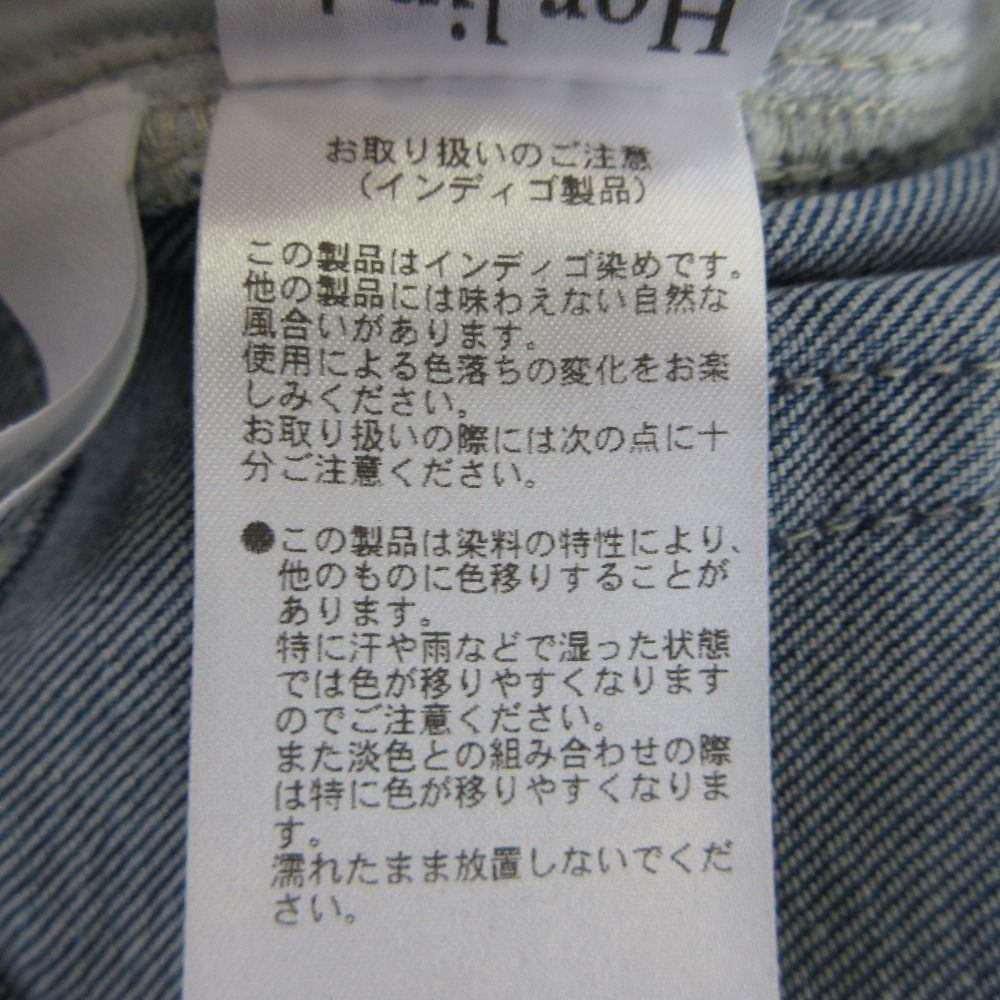 お取り扱いのご注意
（インディゴ製品）
この製品はインディゴ染めです。
他の製品には味わえない自然な
風合いがあります。
使用による色落ちの変化をお楽
しみください。
お取り扱いの際には次の点に十
分ご注意ください。
●この製品は染料の特性により、
他のものに色移りすることが
あります。
特に汗や雨などで湿った状態
では色が移りやすくなります
のでご注意ください。
また淡色との組み合わせの際
は特に色が移りやすくなりま
す。
濡れたまま放置しないでくだ
さい。